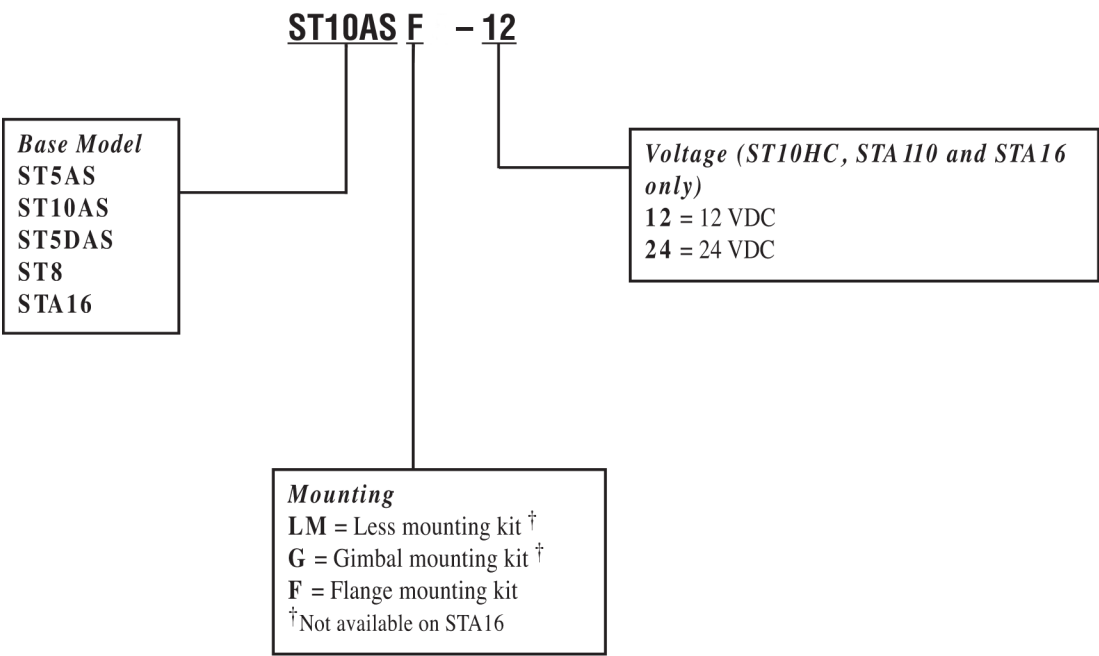 ST10AS F – 12
Base Model
ST5AS
ST10AS
ST5DAS
ST8
STA16
Voltage (ST10HC, STA110 and STA16
only)
12 = 12 VDC
24 = 24 VDC
Mounting
LM = Less mounting kit †
G = Gimbal mounting kit †
F = Flange mounting kit
†Not available on STA16